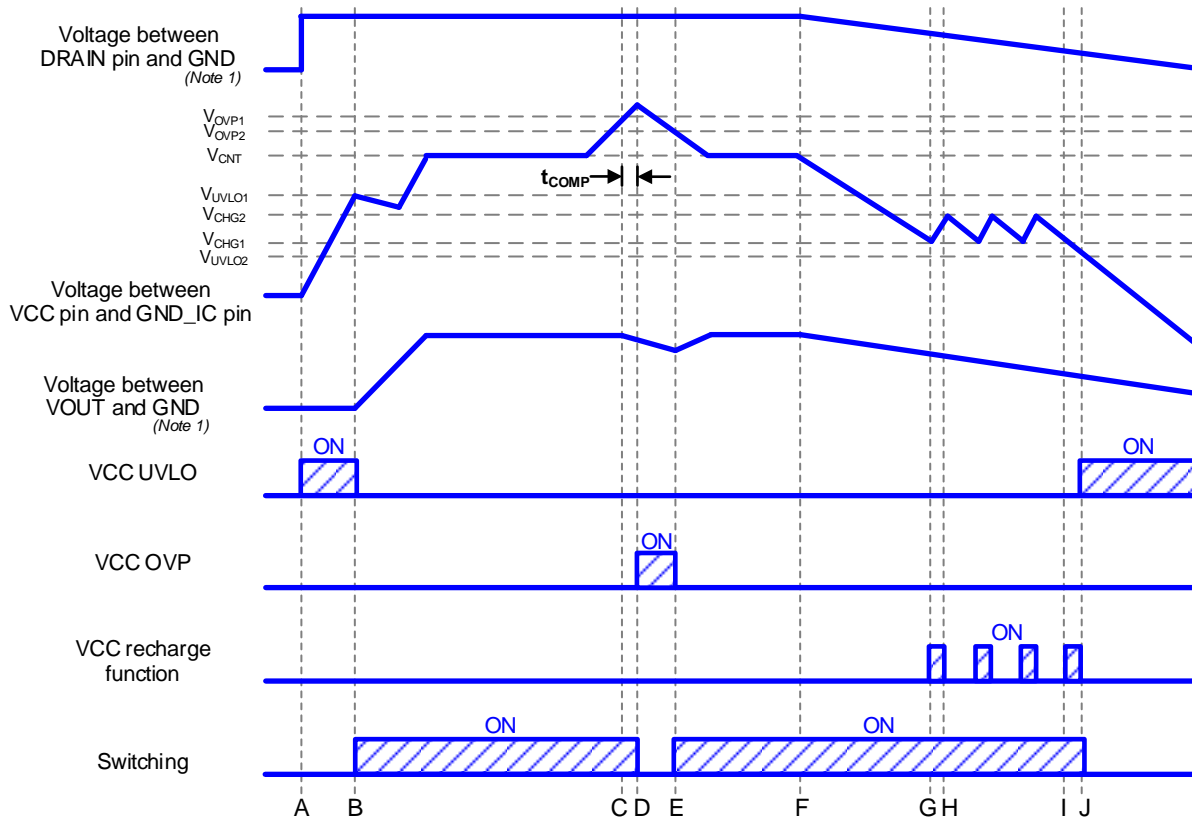 Voltage between
DRAIN pin and GND
(Note 1)
VOVP1
VOVP2
VCNT
tCOMP
VUVLO1
VCHG2
VCHG1
VUVLO2
Voltage between
VCC pin and GND_IC pin
Voltage between
VOUT and GND
(Note 1)
ON
ON
VCC UVLO
ON
VCC OVP
ON
VCC recharge
function
ON
ON
Switching
A B C D E F G H I J